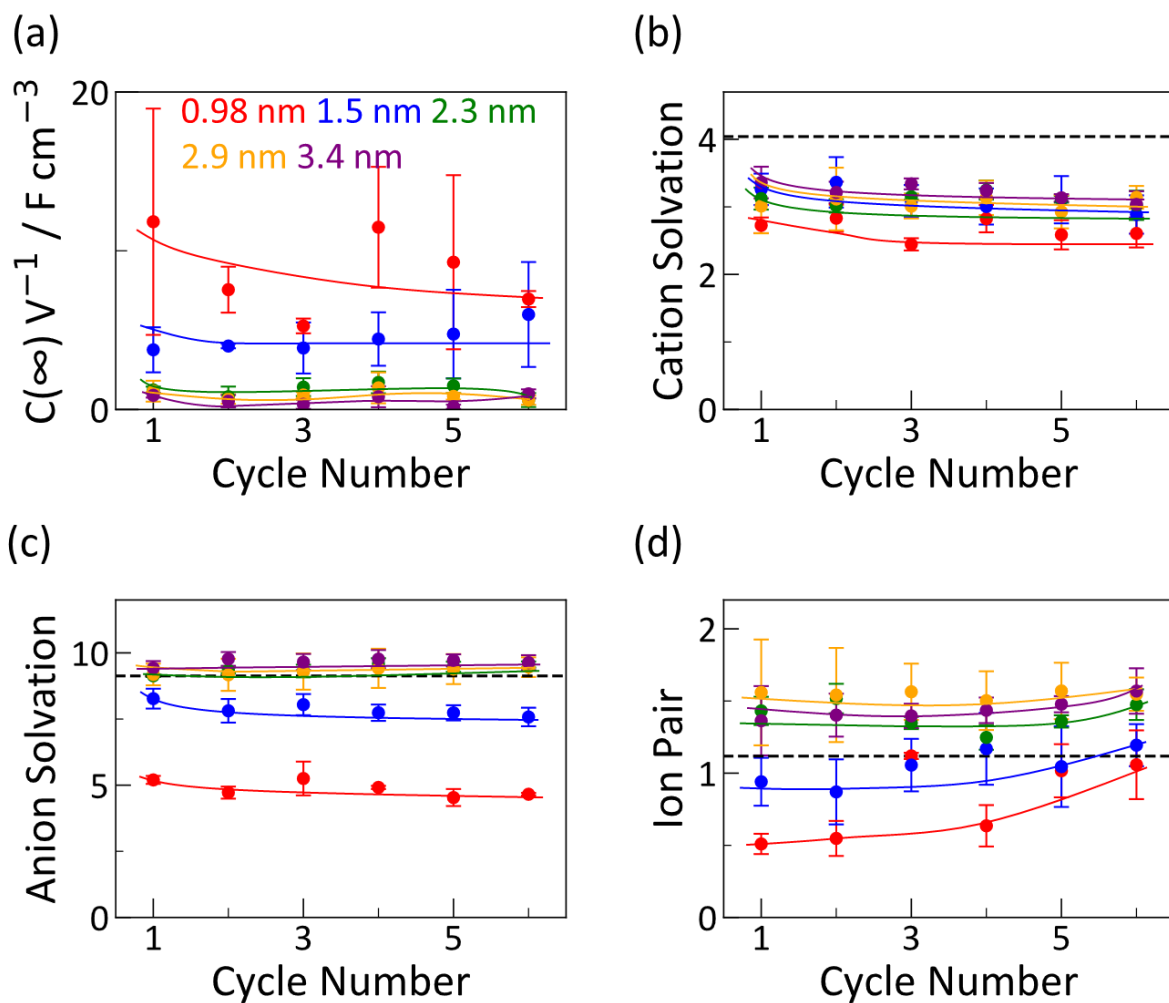 (a)
C(∞) V⁻¹ / F cm⁻³
20
0
0.98 nm 1.5 nm 2.3 nm
2.9 nm 3.4 nm
1 3 5
Cycle Number
(b)
Cation Solvation
4
2
0
1 3 5
Cycle Number
(c)
Anion Solvation
10
5
0
1 3 5
Cycle Number
(d)
Ion Pair
2
1
0
1 3 5
Cycle Number